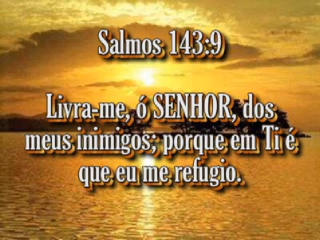 Salmos 143:9
Livra-me, ó SENHOR, dos
meus inimigos; porque em Ti é
que eu me refugio.